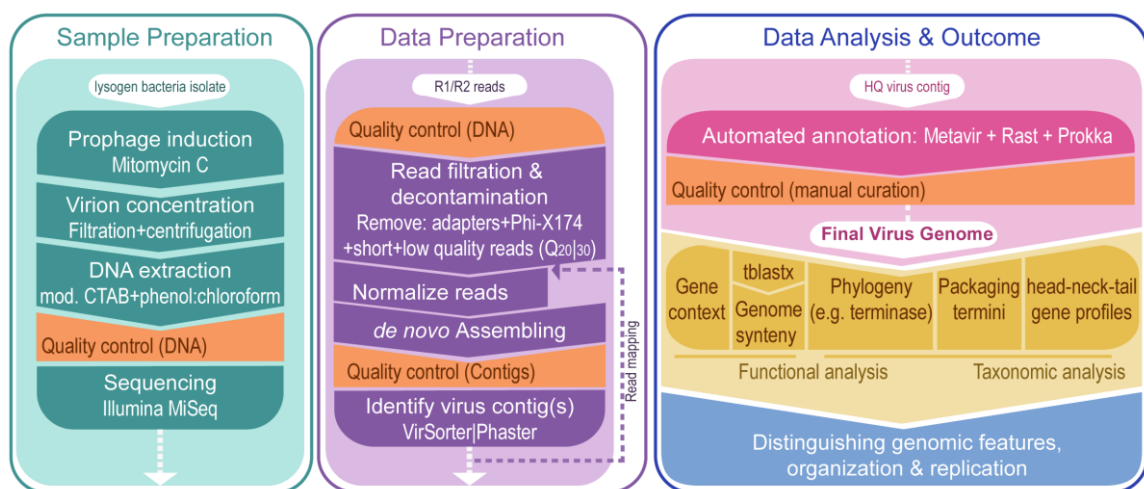 Sample Preparation
lysogen bacteria isolate
Prophage induction
Mitomycin C
Virion concentration
Filtration+centrifugation
DNA extraction
mod. CTAB+phenol:chloroform
Quality control (DNA)
Sequencing
Illumina MiSeq
Data Preparation
R1/R2 reads
Quality control (DNA)
Read filtration &
decontamination
Remove: adapters+Phi-X174
+short+low quality reads (Q20|30)
Normalize reads
de novo Assembling
Quality control (Contigs)
Identify virus contig(s)
VirSorter|Phaster
Read mapping
Data Analysis & Outcome
HQ virus contig
Automated annotation: Metavir + Rast + Prokka
Quality control (manual curation)
Final Virus Genome
Gene
context
tblastx
Genome
synteny
Phylogeny
(e.g. terminase)
Packaging
termini
head-neck-tail
gene profiles
Functional analysis
Taxonomic analysis
Distinguishing genomic features,
organization & replication